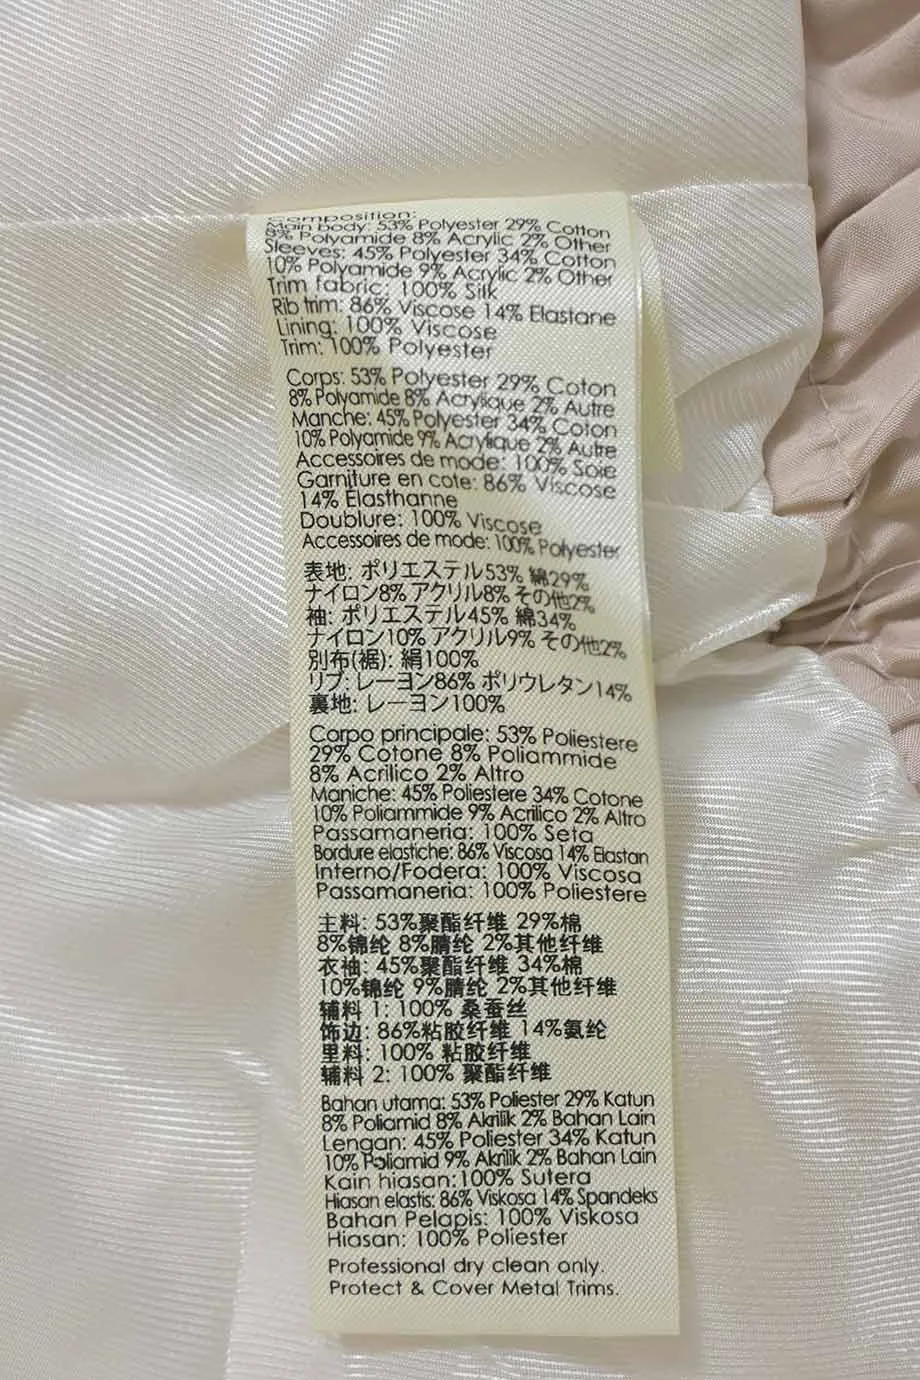 Composition:
Main body: 53% Polyester 29% Cotton
8% Polyamide 8% Acrylic 2% Other
Sleeves: 45% Polyester 34% Cotton
10% Polyamide 9% Acrylic 2% Other
Trim fabric: 100% Silk
Rib trim: 86% Viscose 14% Elastane
Lining: 100% Viscose
Trim: 100% Polyester
Corps: 53% Polyester 29% Coton
8% Polyamide 8% Acrylique 2% Autre
Manche: 45% Polyester 34% Coton
10% Polyamide 9% Acrylique 2% Autre
Accessoires de mode: 100% Soie
Garniture en cote: 86% Viscose
14% Elasthanne
Doublure: 100% Viscose
Accessoires de mode: 100% Polyester
表地: ポリエステル53% 綿29%
ナイロン8% アクリル8% その他2%
袖: ポリエステル45% 綿34%
ナイロン10% アクリル9% その他2%
別布(裾): 絹100%
リブ: レーヨン86% ポリウレタン14%
裏地: レーヨン100%
Corpo principale: 53% Poliestere
29% Cotone 8% Poliammide
8% Acrilico 2% Altro
Maniche: 45% Poliestere 34% Cotone
10% Poliammide 9% Acrilico 2% Altro
Passamaneria: 100% Seta
Bordure elastiche: 86% Viscosa 14% Elastan
Interno/Fodera: 100% Viscosa
Passamaneria: 100% Poliestere
主料: 53%聚酯纤维 29%棉
8%锦纶 8%腈纶 2%其他纤维
衣袖: 45%聚酯纤维 34%棉
10%锦纶 9%腈纶 2%其他纤维
辅料 1: 100% 桑蚕丝
饰边: 86%粘胶纤维 14%氨纶
里料: 100% 粘胶纤维
辅料 2: 100% 聚酯纤维
Bahan utama: 53% Poliester 29% Katun
8% Poliamid 8% Akrilik 2% Bahan Lain
Lengan: 45% Poliester 34% Katun
10% Poliamid 9% Akrilik 2% Bahan Lain
Kain hiasan:100% Sutera
Hiasan elastis: 86% Viskosa 14% Spandeks
Bahan Pelapis: 100% Viskosa
Hiasan: 100% Poliester
Professional dry clean only.
Protect & Cover Metal Trims.